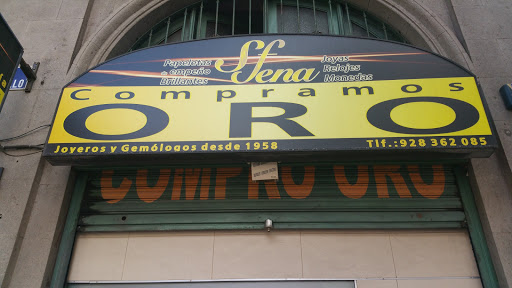 Papeletas
de empeño
Brillantes
Sfena
Joyas
Relojes
Monedas
Compramos
ORO
Joyeros y Gemólogos desde 1958
Tlf.:928 362 085
COMPRO ORO